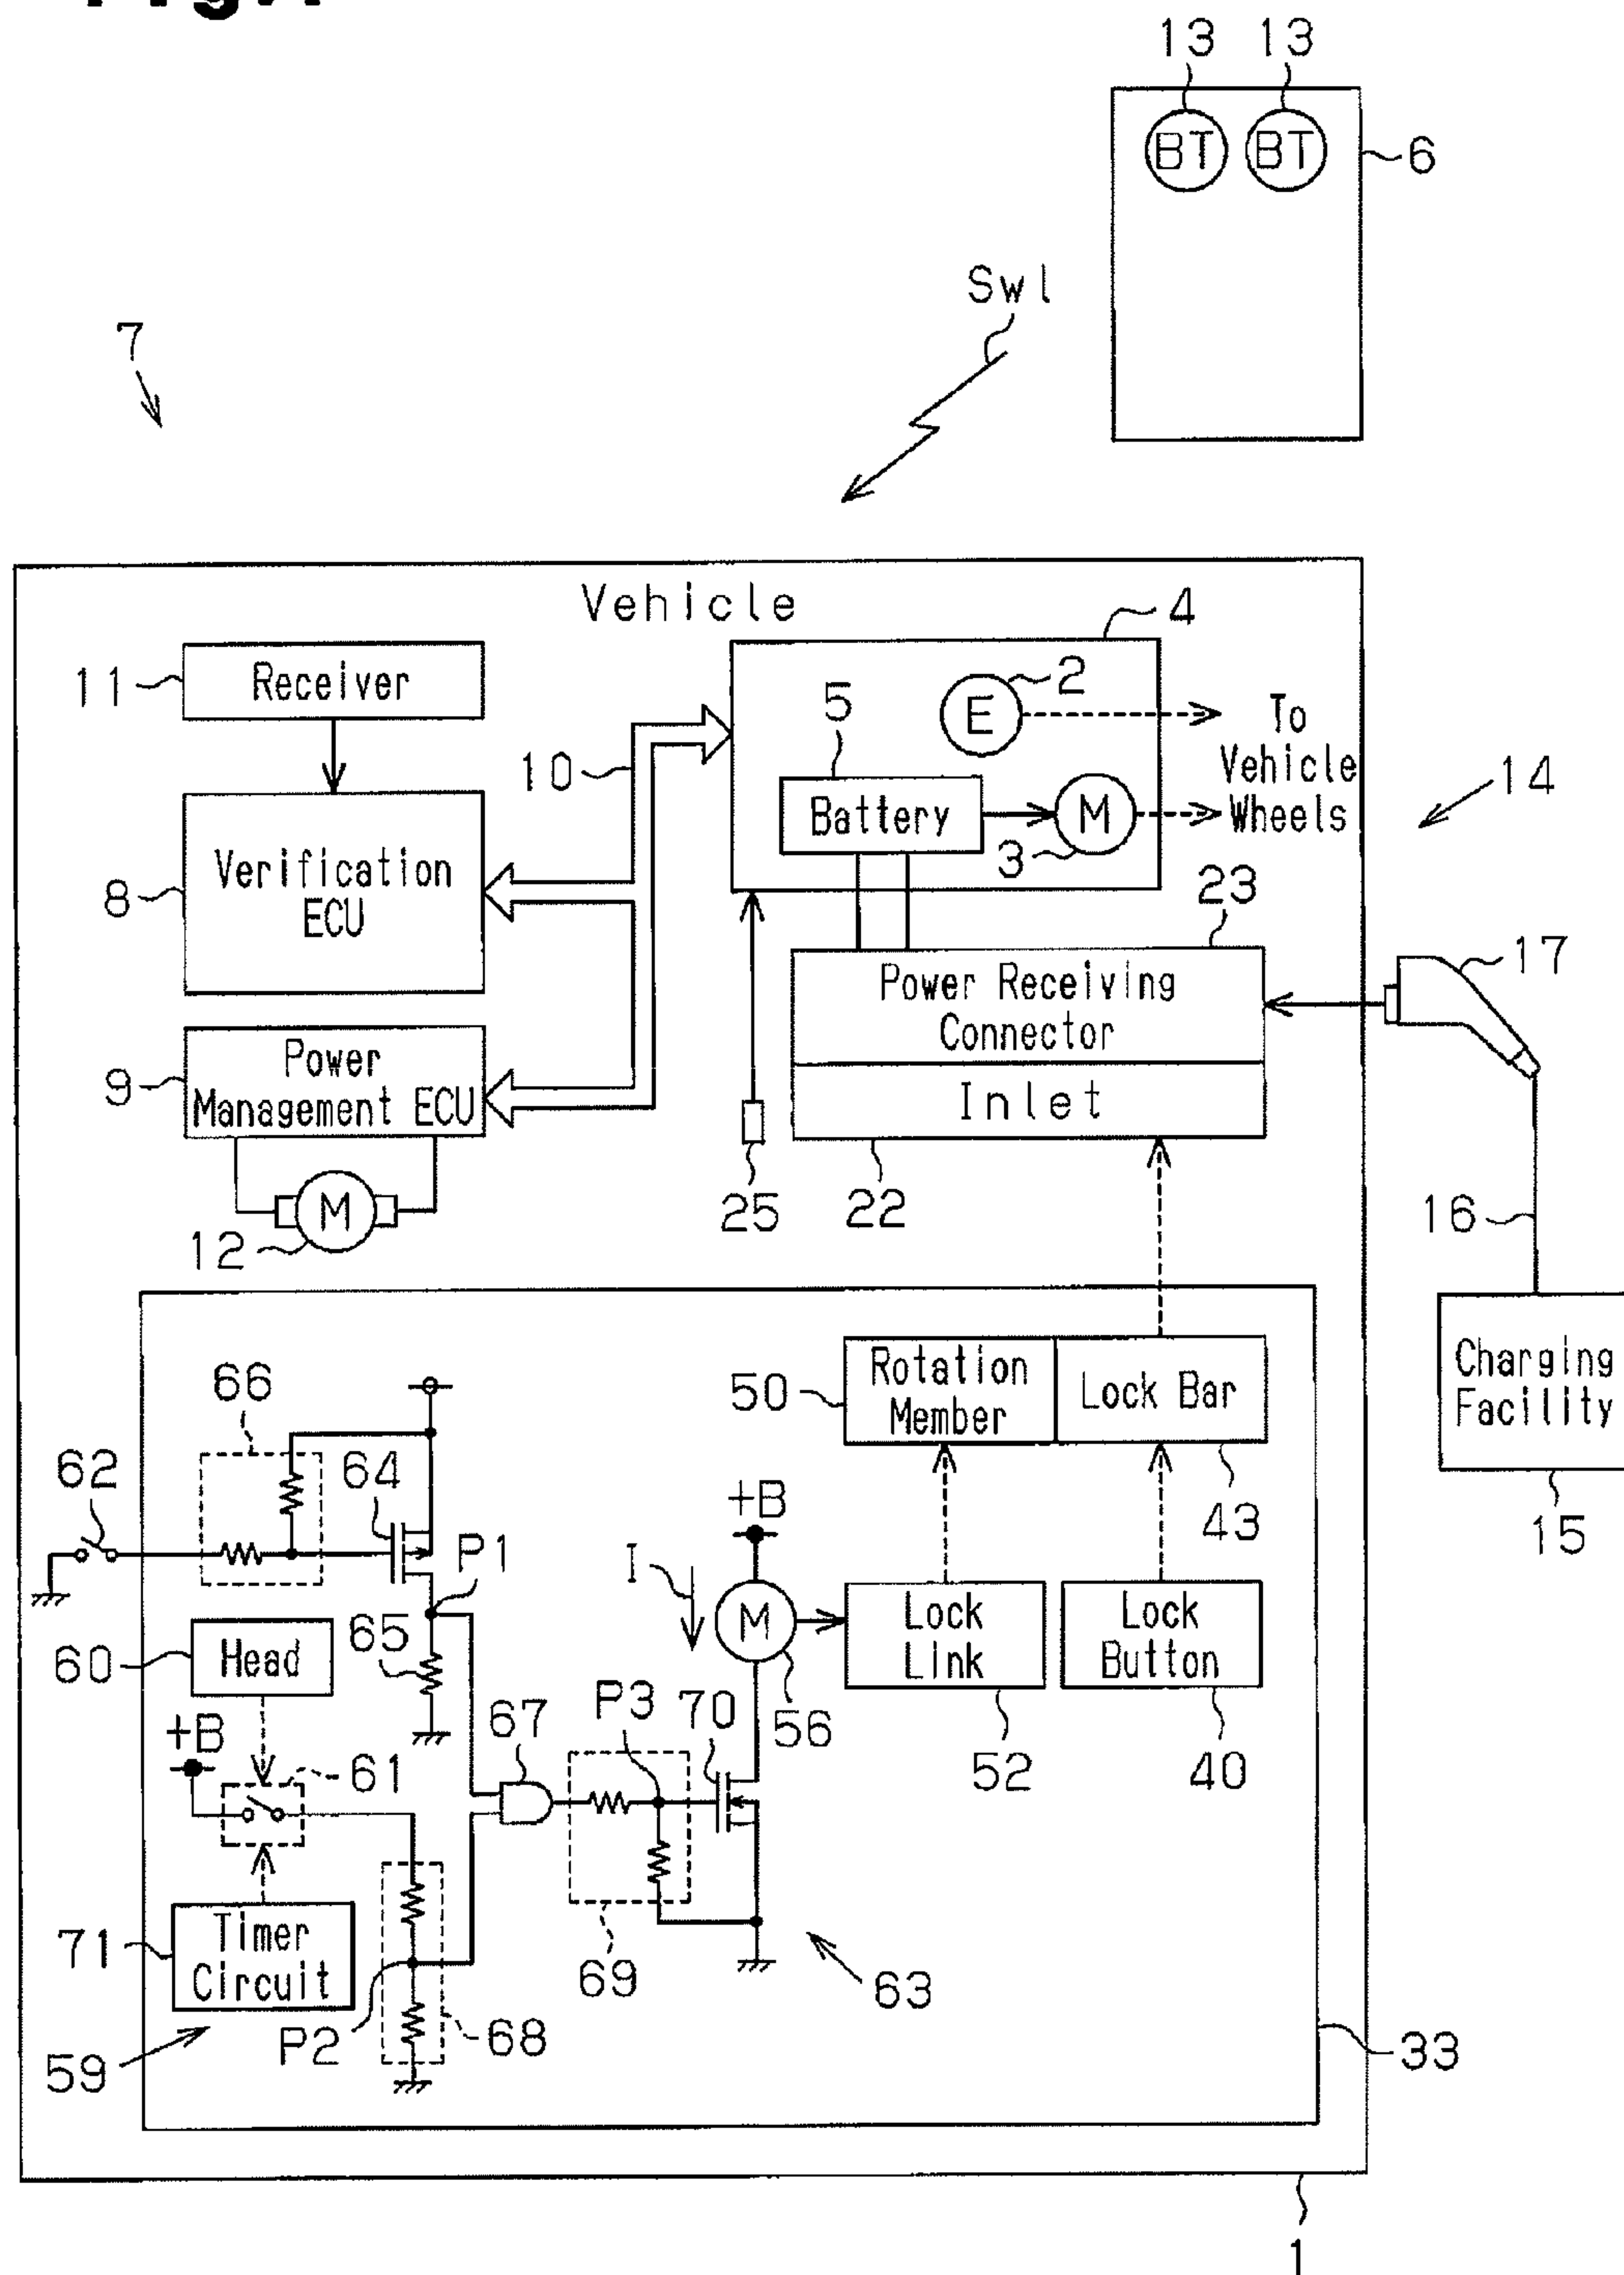 13 13
BT BT
6
Swl
7
Vehicle
4
11
Receiver
2
E
5
To
Vehicle
Wheels
10
Battery
M
3
14
8
Verification
ECU
23
17
Power Receiving
Connector
9
Power
Management ECU
Inlet
M
12
25
22
16
Charging
Facility
15
66
50
Rotation
Member
Lock Bar
43
62
64
P1
+B
I
M
56
Lock
Link
52
Lock
Button
40
60
Head
65
+B
61
67
P3
70
71
Timer
Circuit
69
63
P2
68
59
33
1